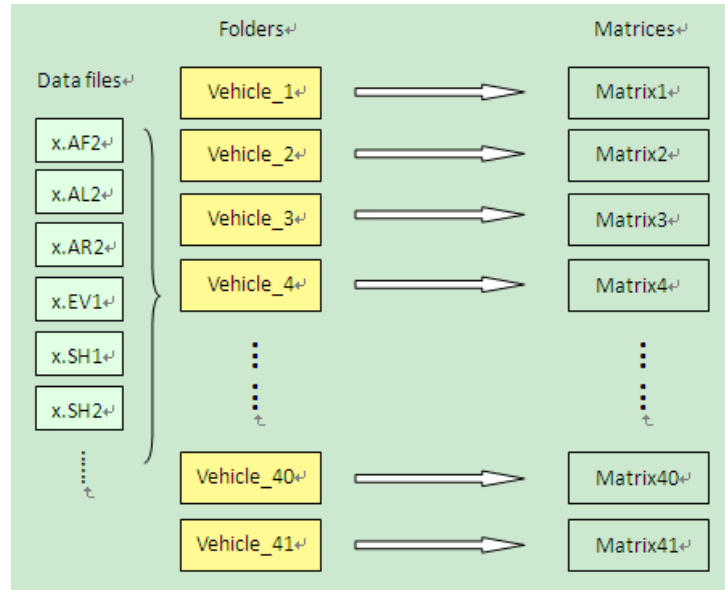 Folders
Matrices
Data files
Vehicle_1
Matrix1
x.AF2
Vehicle_2
Matrix2
x.AL2
Vehicle_3
Matrix3
x.AR2
Vehicle_4
Matrix4
x.EV1
x.SH1
x.SH2
Vehicle_40
Matrix40
Vehicle_41
Matrix41